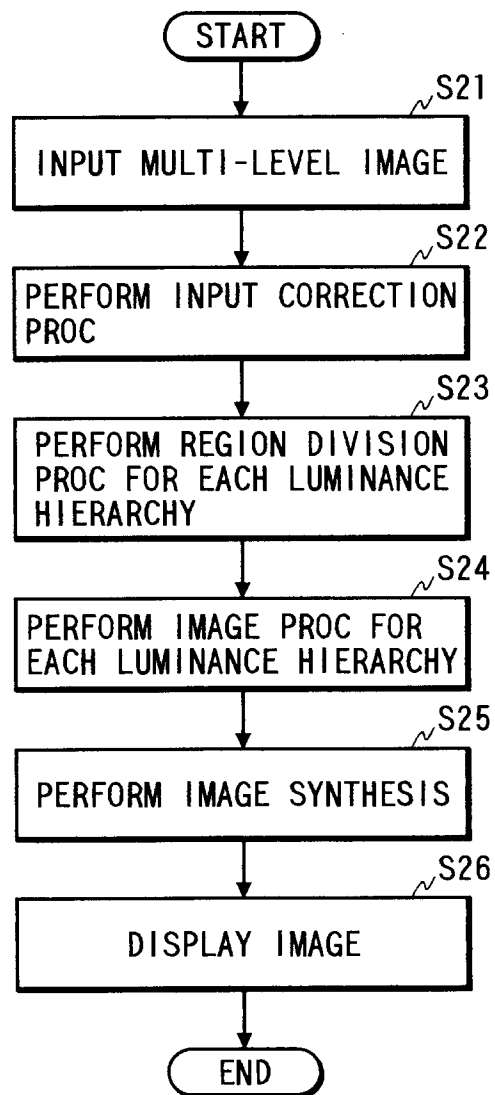 START
S21
INPUT MULTI-LEVEL IMAGE
S22
PERFORM INPUT CORRECTION
PROC
S23
PERFORM REGION DIVISION
PROC FOR EACH LUMINANCE
HIERARCHY
S24
PERFORM IMAGE PROC FOR
EACH LUMINANCE HIERARCHY
S25
PERFORM IMAGE SYNTHESIS
S26
DISPLAY IMAGE
END